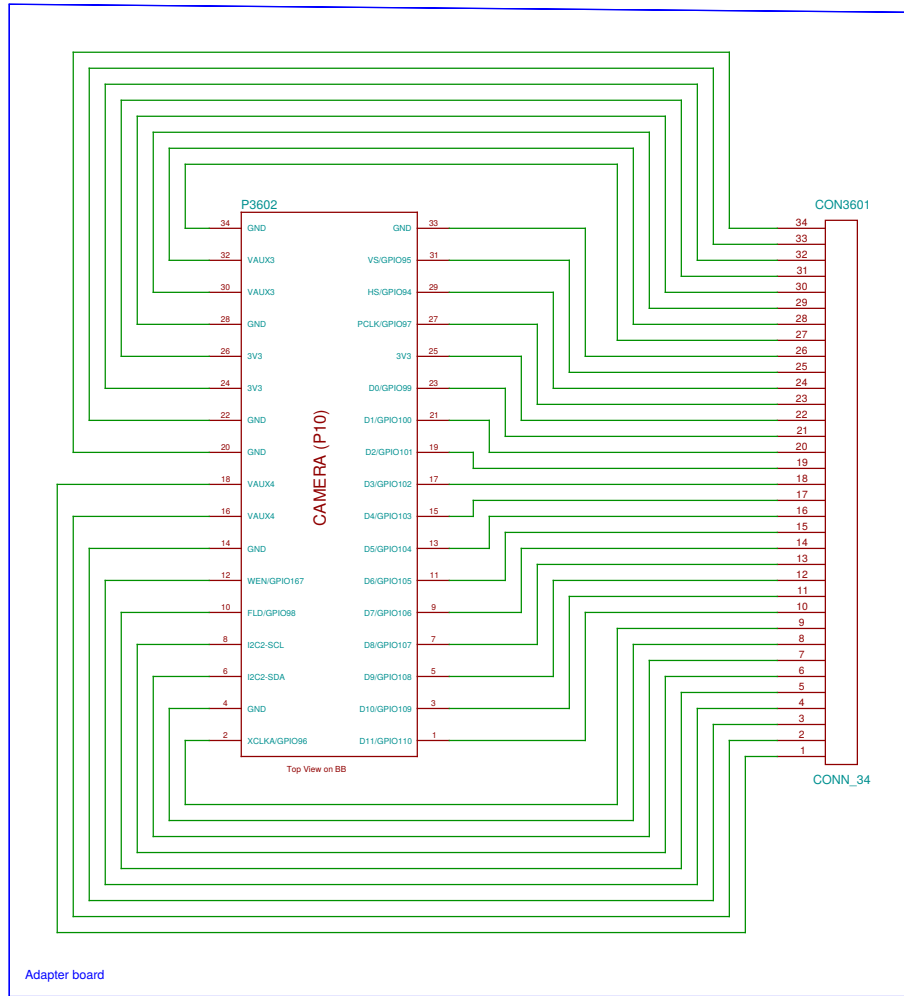 P3602
CON3601
34 GND GND 33
32 VAUX3 VS/GPIO95 31
30 VAUX3 HS/GPIO94 29
28 GND PCLK/GPIO97 27
26 3V3 3V3 25
24 3V3 D0/GPIO99 23
22 GND D1/GPIO100 21
20 GND D2/GPIO101 19
18 VAUX4 D3/GPIO102 17
16 VAUX4 D4/GPIO103 15
14 GND D5/GPIO104 13
12 WEN/GPIO167 D6/GPIO105 11
10 FLD/GPIO98 D7/GPIO106 9
8 I2C2-SCL D8/GPIO107 7
6 I2C2-SDA D9/GPIO108 5
4 GND D10/GPIO109 3
2 XCLKA/GPIO96 D11/GPIO110 1
CAMERA (P10)
Top View on BB
34
33
32
31
30
29
28
27
26
25
24
23
22
21
20
19
18
17
16
15
14
13
12
11
10
9
8
7
6
5
4
3
2
1
CONN_34
Adapter board